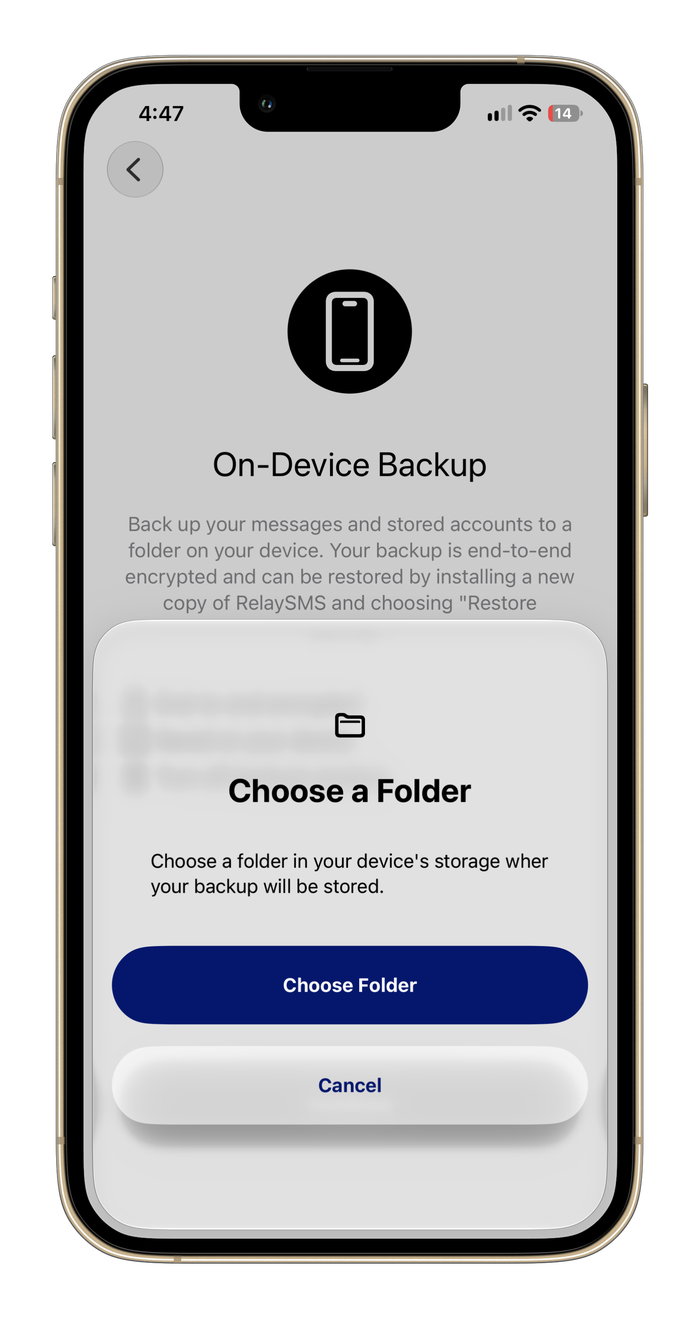 4:47
14
On-Device Backup
Back up your messages and stored accounts to a
folder on your device. Your backup is end-to-end
encrypted and can be restored by installing a new
copy of RelaySMS and choosing "Restore
Choose a Folder
Choose a folder in your device's storage wher
your backup will be stored.
Choose Folder
Cancel